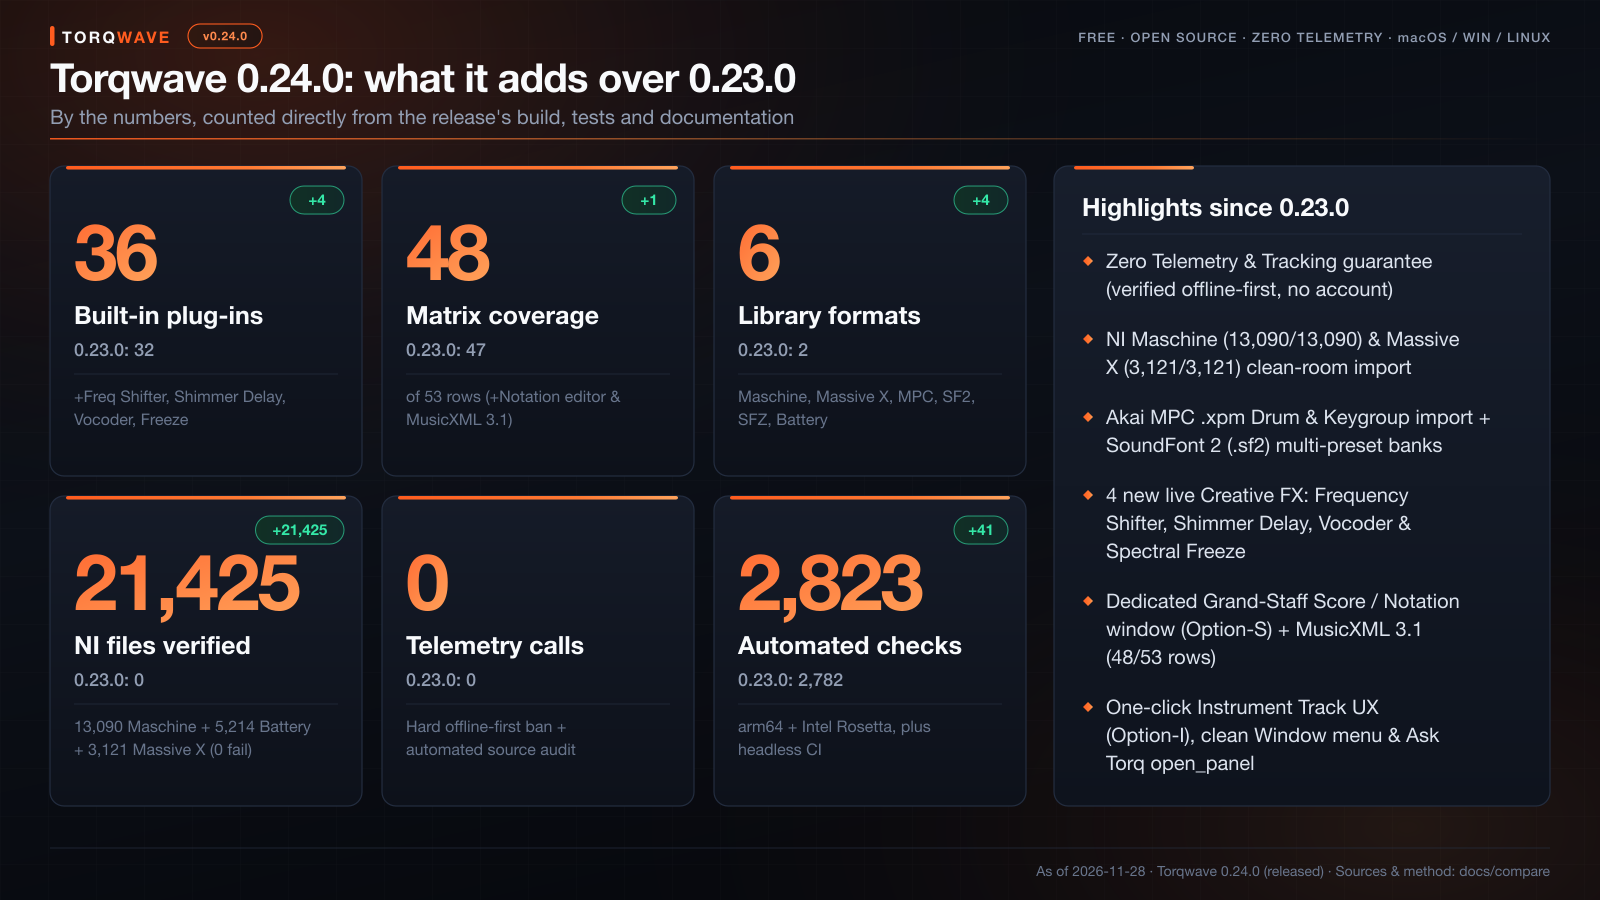 TORQWAVE v0.24.0
FREE · OPEN SOURCE · ZERO TELEMETRY · macOS / WIN / LINUX
Torqwave 0.24.0: what it adds over 0.23.0
By the numbers, counted directly from the release's build, tests and documentation
+4
36
Built-in plug-ins
0.23.0: 32
+Freq Shifter, Shimmer Delay,
Vocoder, Freeze
+1
48
Matrix coverage
0.23.0: 47
of 53 rows (+Notation editor &
MusicXML 3.1)
+4
6
Library formats
0.23.0: 2
Maschine, Massive X, MPC, SF2,
SFZ, Battery
+21,425
21,425
NI files verified
0.23.0: 0
13,090 Maschine + 5,214 Battery
+ 3,121 Massive X (0 fail)
0
Telemetry calls
0.23.0: 0
Hard offline-first ban +
automated source audit
+41
2,823
Automated checks
0.23.0: 2,782
arm64 + Intel Rosetta, plus
headless CI
Highlights since 0.23.0
Zero Telemetry & Tracking guarantee
(verified offline-first, no account)
NI Maschine (13,090/13,090) & Massive
X (3,121/3,121) clean-room import
Akai MPC .xpm Drum & Keygroup import +
SoundFont 2 (.sf2) multi-preset banks
4 new live Creative FX: Frequency
Shifter, Shimmer Delay, Vocoder &
Spectral Freeze
Dedicated Grand-Staff Score / Notation
window (Option-S) + MusicXML 3.1
(48/53 rows)
One-click Instrument Track UX
(Option-I), clean Window menu & Ask
Torq open_panel
As of 2026-11-28 · Torqwave 0.24.0 (released) · Sources & method: docs/compare